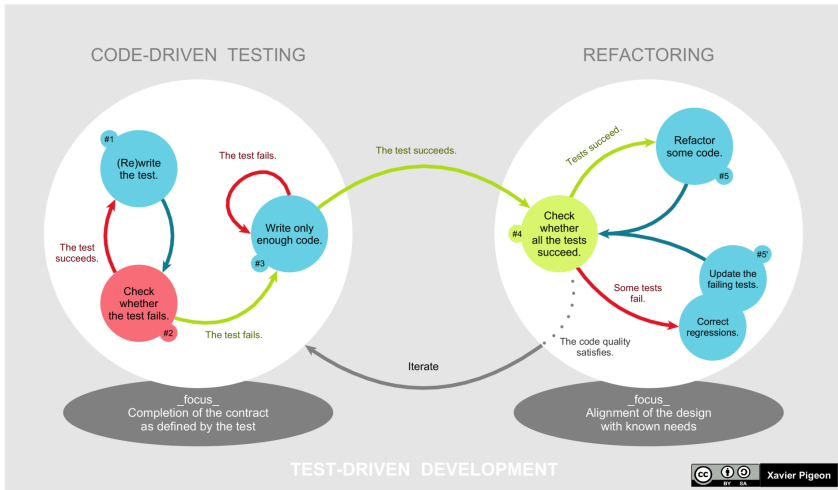 CODE-DRIVEN TESTING
REFACTORING
#1
(Re)write
the test.
The test fails.
The test succeeds.
Tests succeed.
Refactor
some code.
#5
Write only
enough code.
#3
#4
Check
whether
all the tests
succeed.
The test
succeeds.
#5'
Update the
failing tests.
Check
whether
the test fails.
#2
The test fails.
Some tests
fail.
Correct
regressions.
The code quality
satisfies.
Iterate
_focus_
Completion of the contract
as defined by the test
_focus_
Alignment of the design
with known needs
TEST-DRIVEN DEVELOPMENT
cc
BY SA
Xavier Pigeon